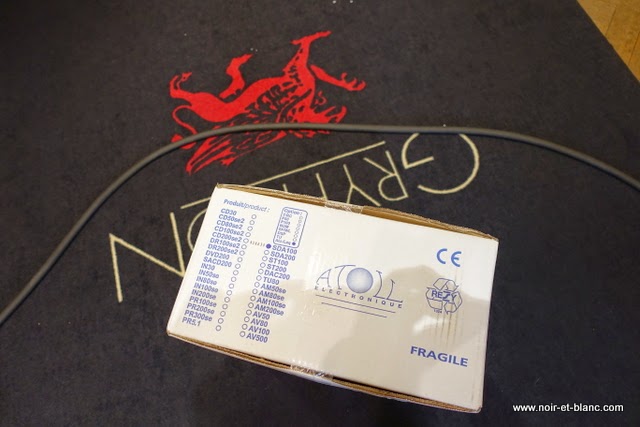 GRYPHON
Produit/product :
CD30
CD50se2
CD80se2
CD100se2
CD200se2
DR100se2
DR200se2
DVD200
SACD200
IN30
IN50se
IN80se
IN100se
IN200se
PR100se
PR200se
PR300se
PR5.1
SDA100
SDA200
ST100
ST200
DAC200
TU80
AM50se
AM80se
AM100se
AM200se
AV50
AV80
AV100
AV500
ATOLL
ELECTRONIQUE
CE
REZY
FRAGILE
www.noir-et-blanc.com